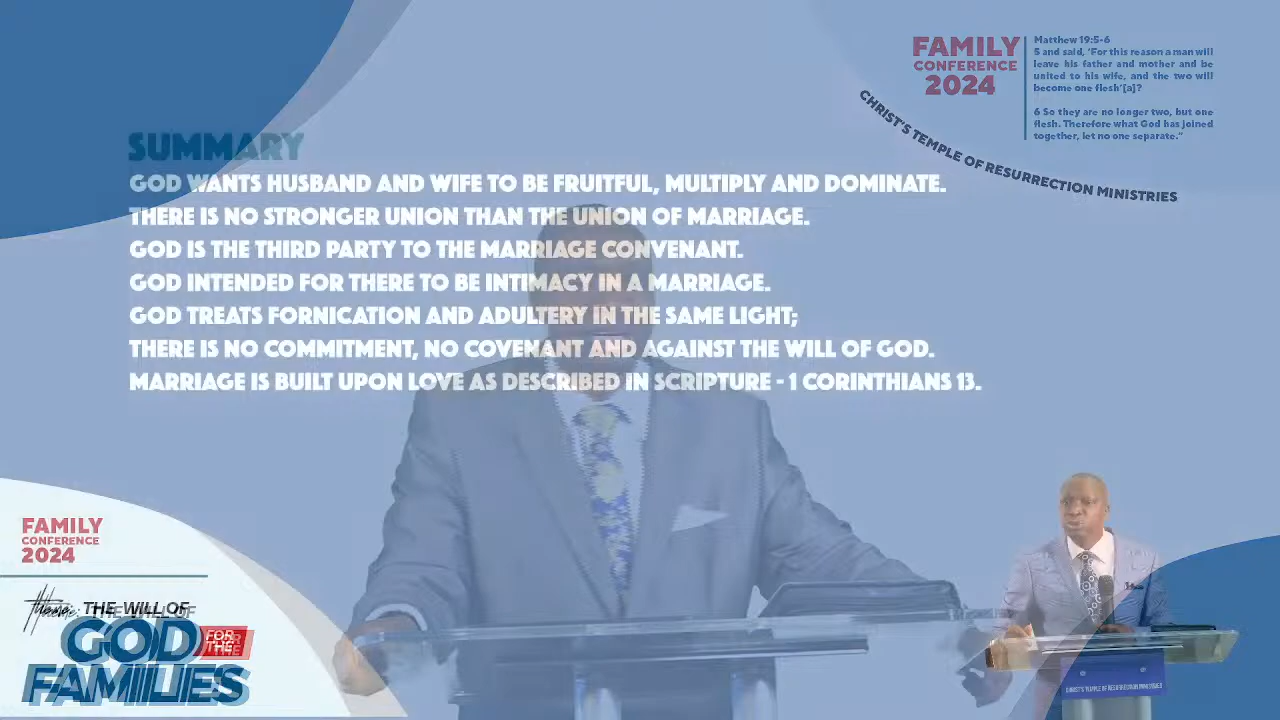 FAMILY
CONFERENCE
2024
Matthew 19:5-6
5 and said, 'For this reason a man will
leave his father and mother and be
united to his wife, and the two will
become one flesh'[a]?
6 So they are no longer two, but one
flesh. Therefore what God has joined
together, let no one separate."
CHRIST'S TEMPLE OF RESURRECTION MINISTRIES
SUMMARY
GOD WANTS HUSBAND AND WIFE TO BE FRUITFUL, MULTIPLY AND DOMINATE.
THERE IS NO STRONGER UNION THAN THE UNION OF MARRIAGE.
GOD IS THE THIRD PARTY TO THE MARRIAGE CONVENANT.
GOD INTENDED FOR THERE TO BE INTIMACY IN A MARRIAGE.
GOD TREATS FORNICATION AND ADULTERY IN THE SAME LIGHT;
THERE IS NO COMMITMENT, NO COVENANT AND AGAINST THE WILL OF GOD.
MARRIAGE IS BUILT UPON LOVE AS DESCRIBED IN SCRIPTURE - 1 CORINTHIANS 13.
FAMILY
CONFERENCE
2024
Theme: THE WILL OF
GOD FOR THE
FAMILIES
CHRIST'S TEMPLE OF RESURRECTION MINISTRIES